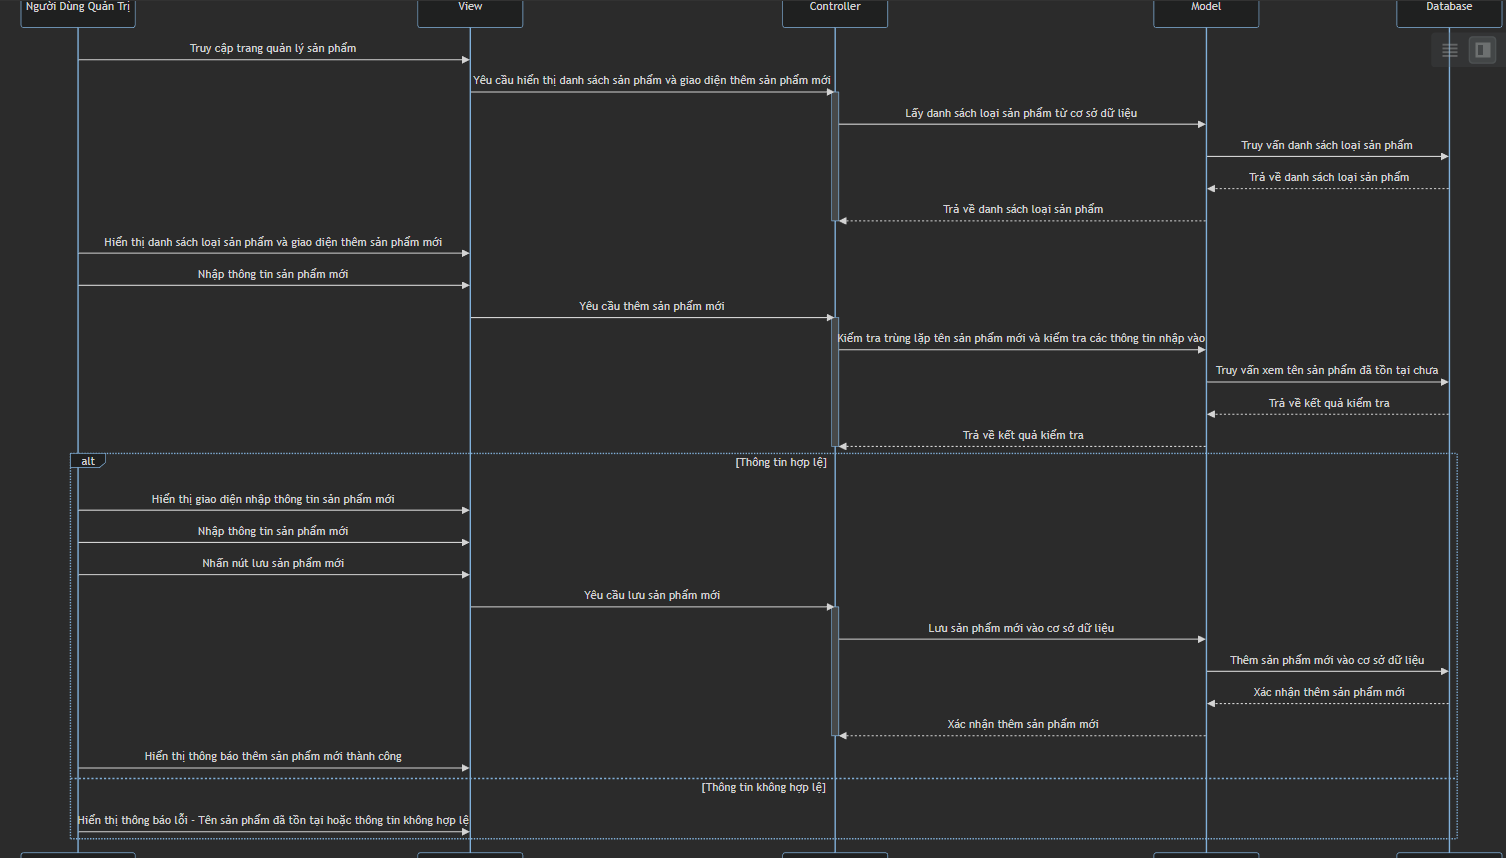 Người Dùng Quản Trị
View
Controller
Model
Database
Truy cập trang quản lý sản phẩm
Yêu cầu hiển thị danh sách sản phẩm và giao diện thêm sản phẩm mới
Lấy danh sách loại sản phẩm từ cơ sở dữ liệu
Truy vấn danh sách loại sản phẩm
Trả về danh sách loại sản phẩm
Trả về danh sách loại sản phẩm
Hiển thị danh sách loại sản phẩm và giao diện thêm sản phẩm mới
Nhập thông tin sản phẩm mới
Yêu cầu thêm sản phẩm mới
Kiểm tra trùng lặp tên sản phẩm mới và kiểm tra các thông tin nhập vào
Truy vấn xem tên sản phẩm đã tồn tại chưa
Trả về kết quả kiểm tra
Trả về kết quả kiểm tra
alt
[Thông tin hợp lệ]
Hiển thị giao diện nhập thông tin sản phẩm mới
Nhập thông tin sản phẩm mới
Nhấn nút lưu sản phẩm mới
Yêu cầu lưu sản phẩm mới
Lưu sản phẩm mới vào cơ sở dữ liệu
Thêm sản phẩm mới vào cơ sở dữ liệu
Xác nhận thêm sản phẩm mới
Xác nhận thêm sản phẩm mới
Hiển thị thông báo thêm sản phẩm mới thành công
[Thông tin không hợp lệ]
Hiển thị thông báo lỗi - Tên sản phẩm đã tồn tại hoặc thông tin không hợp lệ